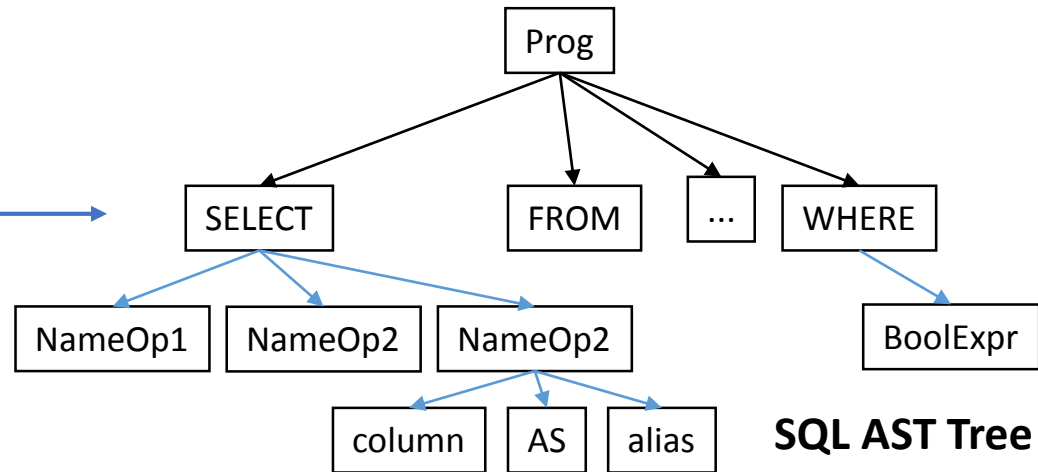 Prog
SELECT
FROM
...
WHERE
NameOp1
NameOp2
NameOp2
BoolExpr
column
AS
alias
SQL AST Tree